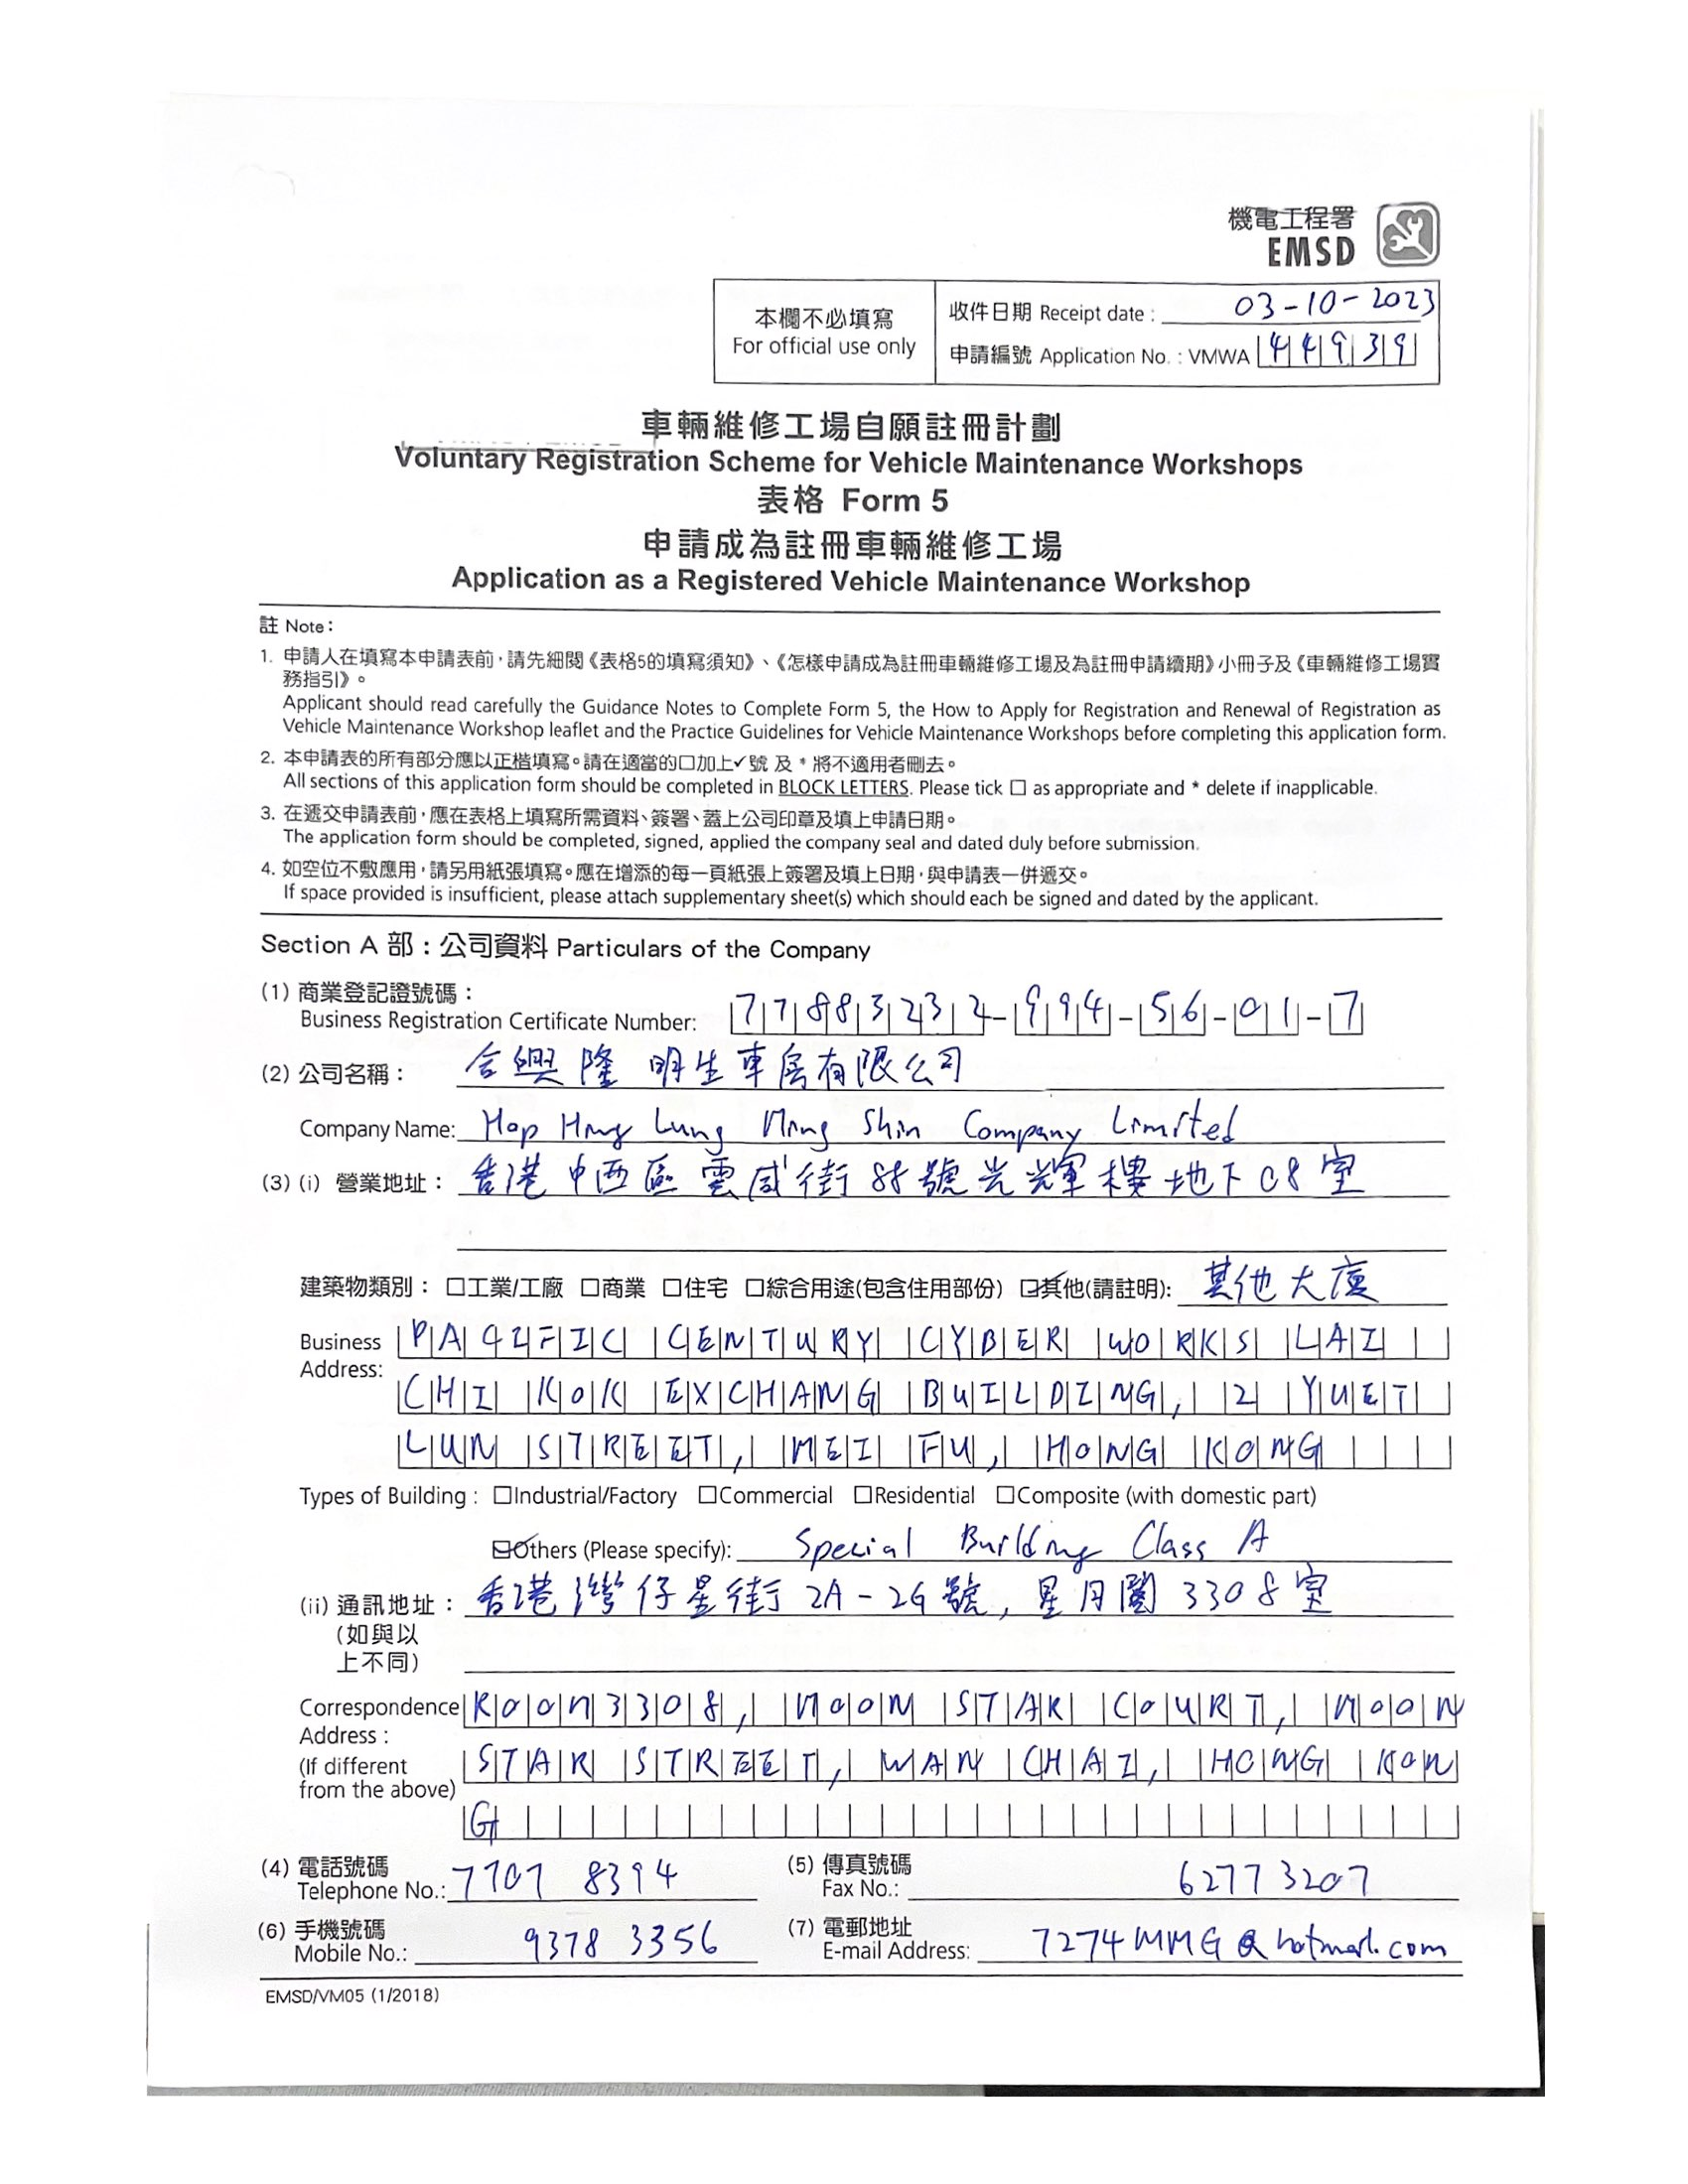 機電工程署
EMSD
本欄不必填寫
For official use only
收件日期 Receipt date : 03-10-2023
申請編號 Application No. : VMWA 44939
車輛維修工場自願註冊計劃
Voluntary Registration Scheme for Vehicle Maintenance Workshops
表格 Form 5
申請成為註冊車輛維修工場
Application as a Registered Vehicle Maintenance Workshop
註 Note :
1. 申請人在填寫本申請表前，請先細閱《表格5的填寫須知》、《怎樣申請成為註冊車輛維修工場及為註冊申請續期》小冊子及《車輛維修工場實
務指引》。
Applicant should read carefully the Guidance Notes to Complete Form 5, the How to Apply for Registration and Renewal of Registration as
Vehicle Maintenance Workshop leaflet and the Practice Guidelines for Vehicle Maintenance Workshops before completing this application form.
2. 本申請表的所有部分應以正楷填寫。請在適當的□加上✓號 及 * 將不適用者刪去。
All sections of this application form should be completed in BLOCK LETTERS. Please tick □ as appropriate and * delete if inapplicable.
3. 在遞交申請表前，應在表格上填寫所需資料、簽署、蓋上公司印章及填上申請日期。
The application form should be completed, signed, applied the company seal and dated duly before submission.
4. 如空位不敷應用，請另用紙張填寫。應在增添的每一頁紙張上簽署及填上日期，與申請表一併遞交。
If space provided is insufficient, please attach supplementary sheet(s) which should each be signed and dated by the applicant.
Section A 部 : 公司資料 Particulars of the Company
(1) 商業登記證號碼 :
Business Registration Certificate Number: 77883232-994-56-01-7
(2) 公司名稱 : 合興隆明生車房有限公司
Company Name: Hop Hing Lung Ming Shin Company Limited
(3) (i) 營業地址 : 香港中西區雲咸街88號光輝樓地下08室
建築物類別 : □工業/工廠 □商業 □住宅 □綜合用途(包含住用部份) ☑其他(請註明): 其他大廈
Business PACIFIC CENTURY CYBER WORKS LAI
Address: CHI KOK EXCHANG BUILDING, 2 YUET
LUN STREET, MEI FU, HONG KONG
Types of Building : □Industrial/Factory □Commercial □Residential □Composite (with domestic part)
☑Others (Please specify): Special Building Class A
(ii) 通訊地址 : 香港灣仔星街2A-2G號, 星月閣3308室
(如與以
上不同)
Correspondence ROOM3308, MOON STAR COURT, MOON
Address :
(If different STAR STREET, WAN CHAI, HONG KON
from the above)
G
(4) 電話號碼
Telephone No.: 7707 8394
(5) 傳真號碼
Fax No.: 6277 3207
(6) 手機號碼
Mobile No.: 9378 3356
(7) 電郵地址
E-mail Address: 7274MMG@hotmail.com
EMSD/VM05 (1/2018)